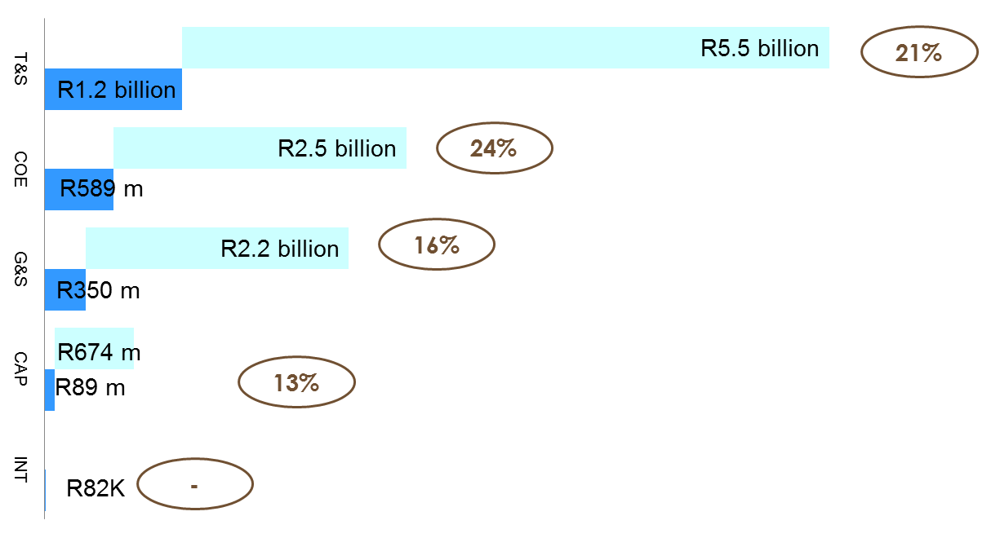 T&S
R5.5 billion
21%
R1.2 billion
COE
R2.5 billion
24%
R589 m
G&S
R2.2 billion
16%
R350 m
CAP
R674 m
R89 m
13%
INT
R82K
-